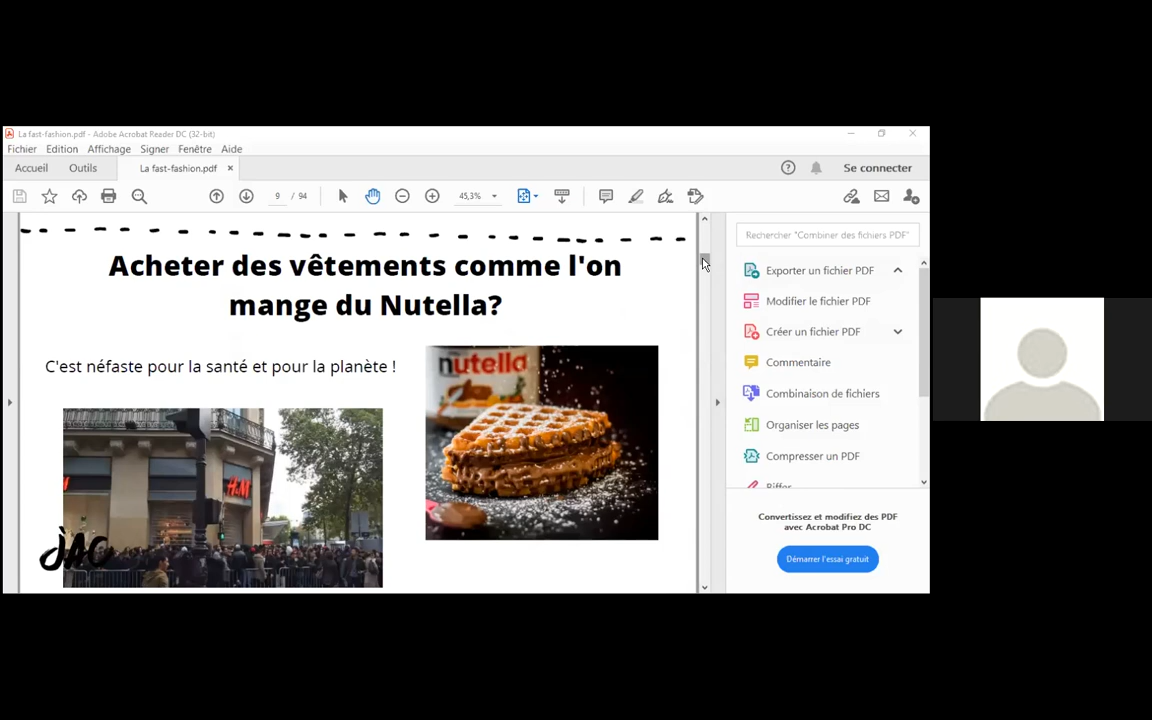 La fast-fashion.pdf - Adobe Acrobat Reader DC (32-bit)
Fichier Edition Affichage Signer Fenêtre Aide
Accueil Outils La fast-fashion.pdf × Se connecter
9 / 94 45,3%
Acheter des vêtements comme l'on
mange du Nutella?
C'est néfaste pour la santé et pour la planète !
nutella
H&M
JAC
Rechercher "Combiner des fichiers PDF"
Exporter un fichier PDF
Modifier le fichier PDF
Créer un fichier PDF
Commentaire
Combinaison de fichiers
Organiser les pages
Compresser un PDF
Biffer
Convertissez et modifiez des PDF
avec Acrobat Pro DC
Démarrer l'essai gratuit